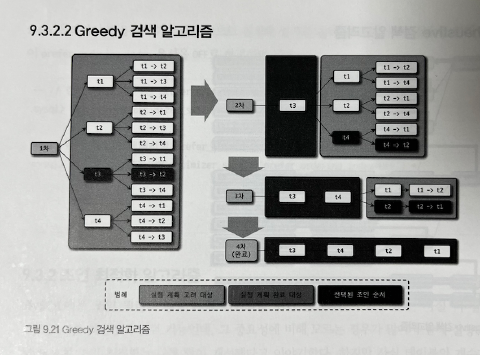 9.3.2.2 Greedy 검색 알고리즘
1차
t1
t1 -> t2
t1 -> t3
t1 -> t4
t2
t2 -> t1
t2 -> t3
t2 -> t4
t3
t3 -> t1
t3 -> t2
t3 -> t4
t4
t4 -> t1
t4 -> t2
t4 -> t3
2차
t3
t1
t1 -> t2
t1 -> t4
t2
t2 -> t1
t2 -> t4
t4
t4 -> t1
t4 -> t2
3차
t3
t4
t1
t1 -> t2
t2
t2 -> t1
4차
(완료)
t3
t4
t2
t1
범례
실행 계획 고려 대상
실행 계획 완료 대상
선택된 조인 순서
그림 9.21 Greedy 검색 알고리즘